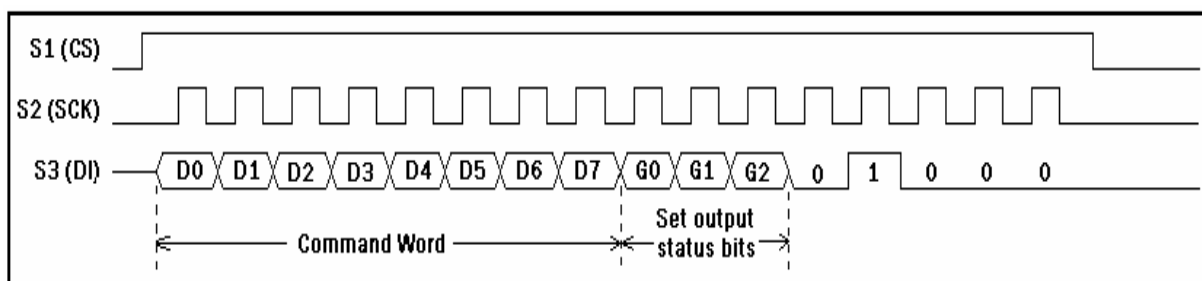 S1 (CS)
S2 (SCK)
S3 (DI) D0 D1 D2 D3 D4 D5 D6 D7 G0 G1 G2 0 1 0 0 0
Command Word
Set output
status bits